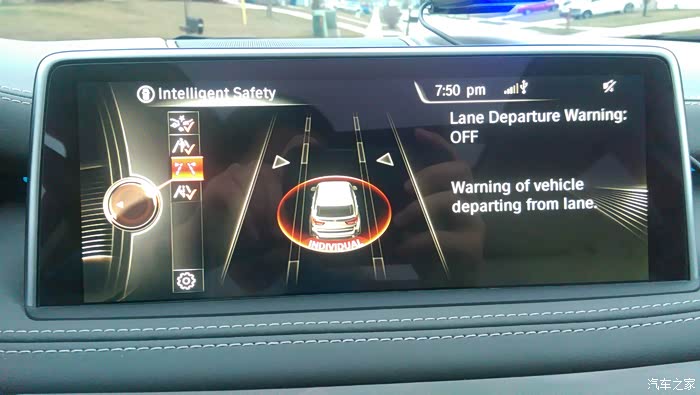 Intelligent Safety
7:50 pm
Lane Departure Warning:
OFF
Warning of vehicle
departing from lane.
INDIVIDUAL
汽车之家